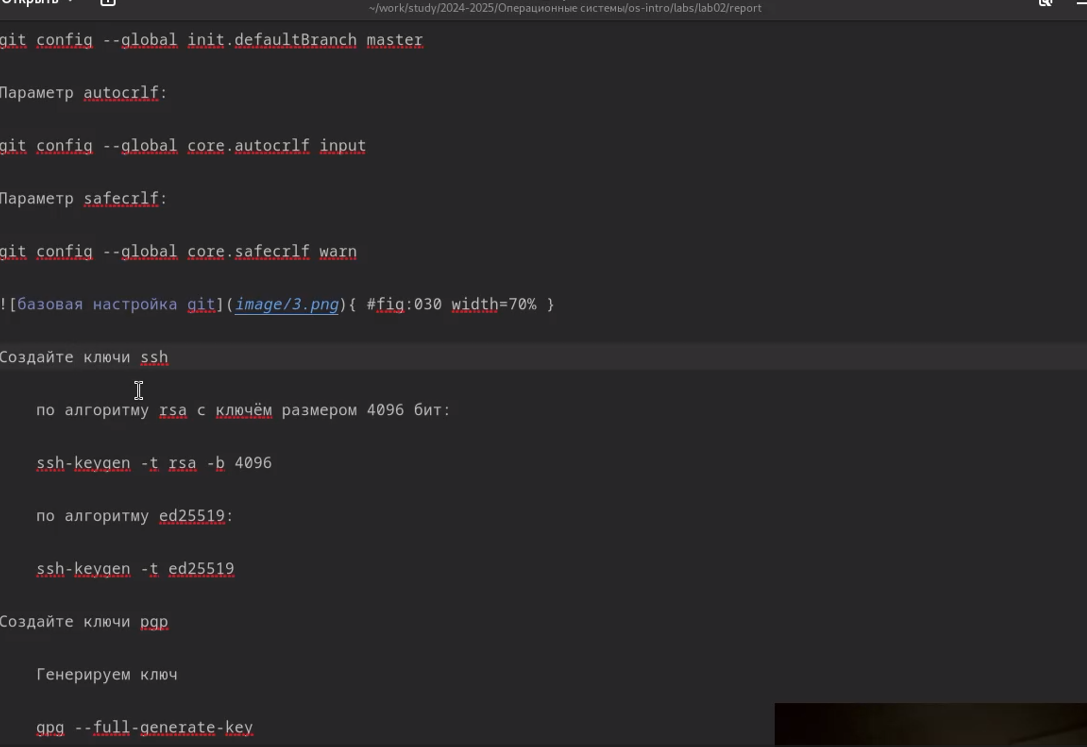 Открыть
~/work/study/2024-2025/Операционные системы/os-intro/labs/lab02/report
git config --global init.defaultBranch master
Параметр autocrlf:
git config --global core.autocrlf input
Параметр safecrlf:
git config --global core.safecrlf warn
![базовая настройка git](image/3.png){ #fig:030 width=70% }
Создайте ключи ssh
по алгоритму rsa с ключём размером 4096 бит:
ssh-keygen -t rsa -b 4096
по алгоритму ed25519:
ssh-keygen -t ed25519
Создайте ключи pgp
Генерируем ключ
gpg --full-generate-key